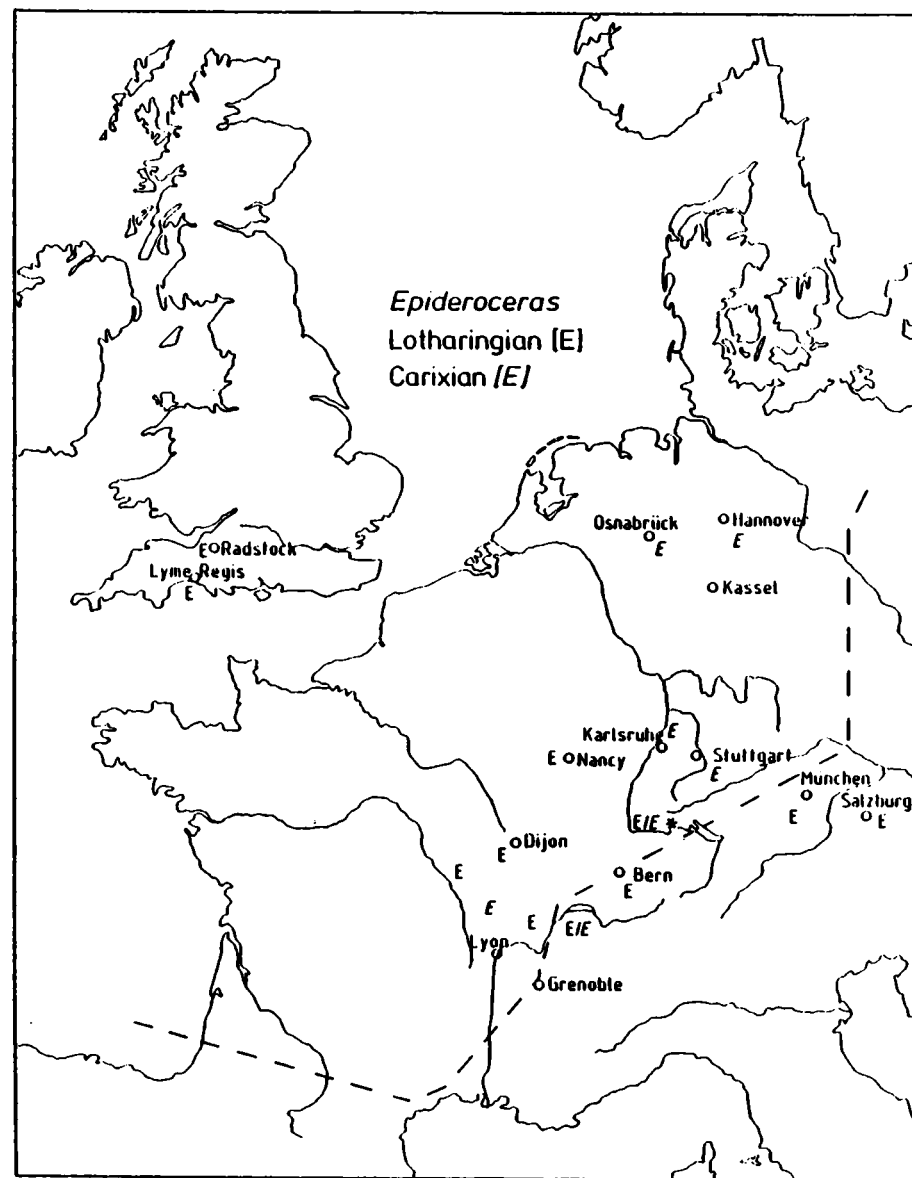 Epideroceras
Lotharingian (E)
Carixian (E)
Osnabrück
Hannover
E
E
E Radstock
Lyme-Regis
E
Kassel
Karlsruhe E
E Nancy
Stuttgart
E
München
E
Salzburg
E
E/E *
Dijon
E
E
Bern
E
E
E
E/E
Lyon
Grenoble